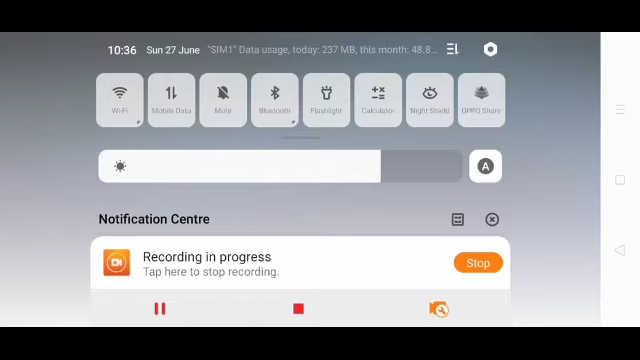 10:36 Sun 27 June "SIM1" Data usage, today: 237 MB, this month: 48.8...
Wi-Fi Mobile Data Mute Bluetooth Flashlight Calculator Night Shield OPPO Share
A
Notification Centre
Recording in progress
Tap here to stop recording.
Stop